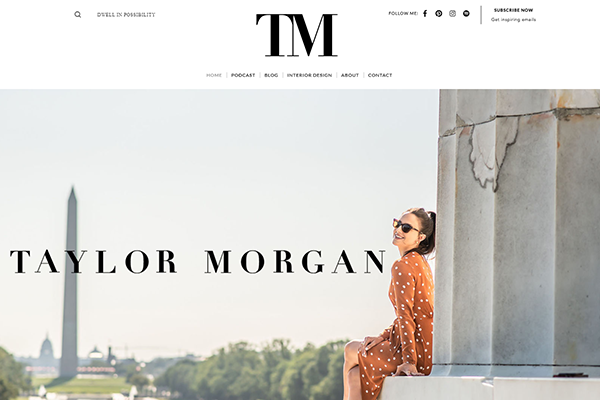 DWELL IN POSSIBILITY
TM
FOLLOW ME:
SUBSCRIBE NOW
Get inspiring emails
HOME | PODCAST | BLOG | INTERIOR DESIGN | ABOUT | CONTACT
TAYLOR MORGAN